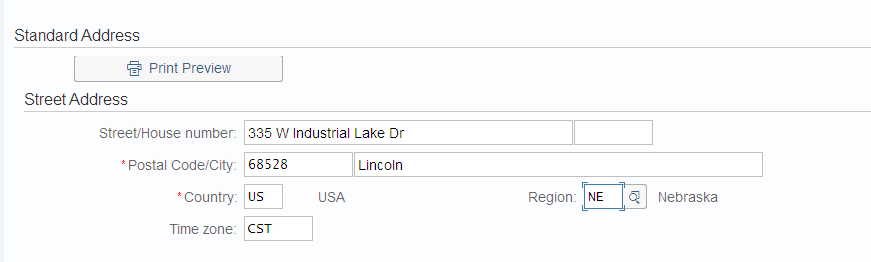 Standard Address
Print Preview
Street Address
Street/House number: 335 W Industrial Lake Dr
*Postal Code/City: 68528 Lincoln
*Country: US USA Region: NE Nebraska
Time zone: CST